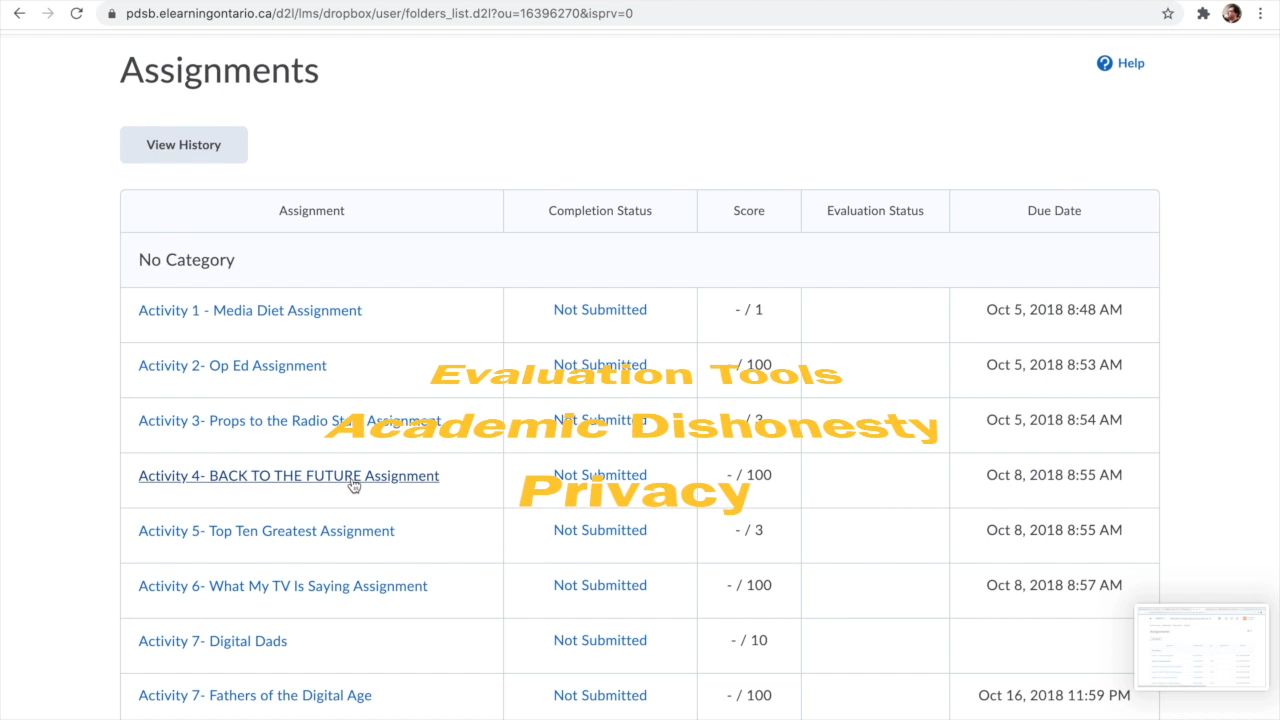 pdsb.elearningontario.ca/d2l/lms/dropbox/user/folders_list.d2l?ou=16396270&isprv=0
Assignments
Help
View History
Assignment Completion Status Score Evaluation Status Due Date
No Category
Activity 1 - Media Diet Assignment Not Submitted - / 1 Oct 5, 2018 8:48 AM
Activity 2- Op Ed Assignment Not Submitted - / 100 Oct 5, 2018 8:53 AM
Evaluation Tools
Activity 3- Props to the Radio Assignment Not Submitted - / 3 Oct 5, 2018 8:54 AM
Academic Dishonesty
Activity 4- BACK TO THE FUTURE Assignment Not Submitted - / 100 Oct 8, 2018 8:55 AM
Privacy
Activity 5- Top Ten Greatest Assignment Not Submitted - / 3 Oct 8, 2018 8:55 AM
Activity 6- What My TV Is Saying Assignment Not Submitted - / 100 Oct 8, 2018 8:57 AM
Activity 7- Digital Dads Not Submitted - / 10
Activity 7- Fathers of the Digital Age Not Submitted - / 100 Oct 16, 2018 11:59 PM